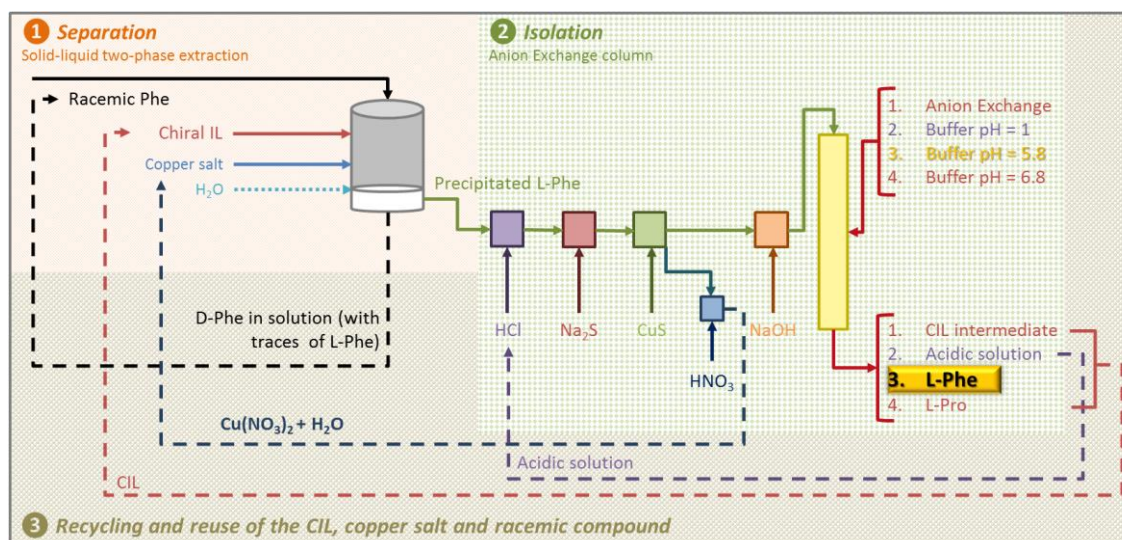 1 Separation
Solid-liquid two-phase extraction
Racemic Phe
Chiral IL
Copper salt
H₂O
D-Phe in solution (with
traces of L-Phe)
2 Isolation
Anion Exchange column
Precipitated L-Phe
HCl
Na₂S
CuS
NaOH
HNO₃
1. Anion Exchange
2. Buffer pH = 1
3. Buffer pH = 5.8
4. Buffer pH = 6.8
1. CIL intermediate
2. Acidic solution
3. L-Phe
4. L-Pro
Cu(NO₃)₂ + H₂O
Acidic solution
CIL
3 Recycling and reuse of the CIL, copper salt and racemic compound